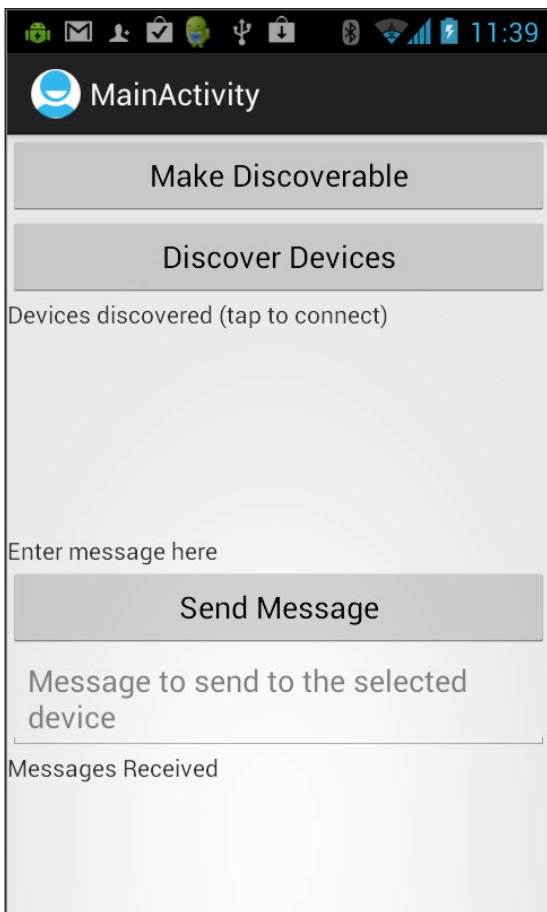 11:39
MainActivity
Make Discoverable
Discover Devices
Devices discovered (tap to connect)
Enter message here
Send Message
Message to send to the selected
device
Messages Received